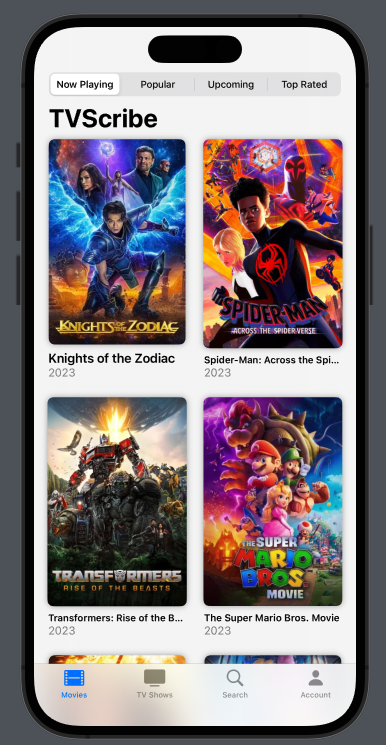 Now Playing
Popular
Upcoming
Top Rated
TVScribe
KNIGHTS OF THE ZODIAC
SPIDER-MAN
ACROSS THE SPIDER-VERSE
Knights of the Zodiac
2023
Spider-Man: Across the Spi...
2023
TRANSFORMERS
RISE OF THE BEASTS
THE SUPER
MARIO
BROS
MOVIE
Transformers: Rise of the B...
2023
The Super Mario Bros. Movie
2023
Movies
TV Shows
Search
Account